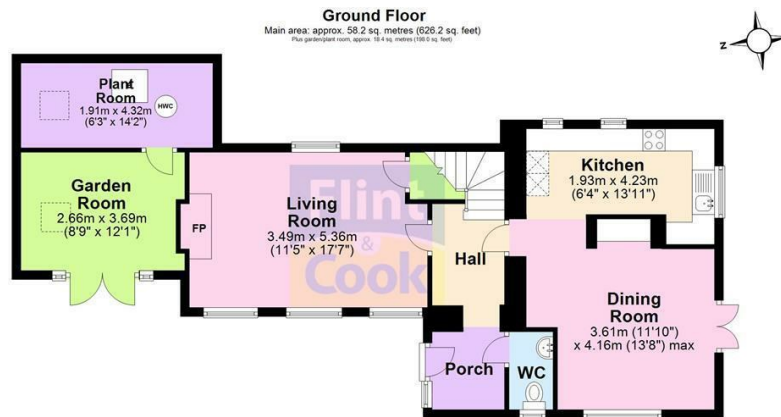 Ground Floor
Main area: approx. 58.2 sq. metres (626.2 sq. feet)
Plus garden/plant room, approx. 18.4 sq. metres (198.0 sq. feet)
Z
Plant
Room
1.91m x 4.32m
(6'3" x 14'2")
HWC
Garden
Room
2.66m x 3.69m
(8'9" x 12'1")
FP
Living
Room
3.49m x 5.36m
(11'5" x 17'7")
Flint
&
Cook
Hall
Kitchen
1.93m x 4.23m
(6'4" x 13'11")
Dining
Room
3.61m (11'10")
x 4.16m (13'8") max
Porch
WC